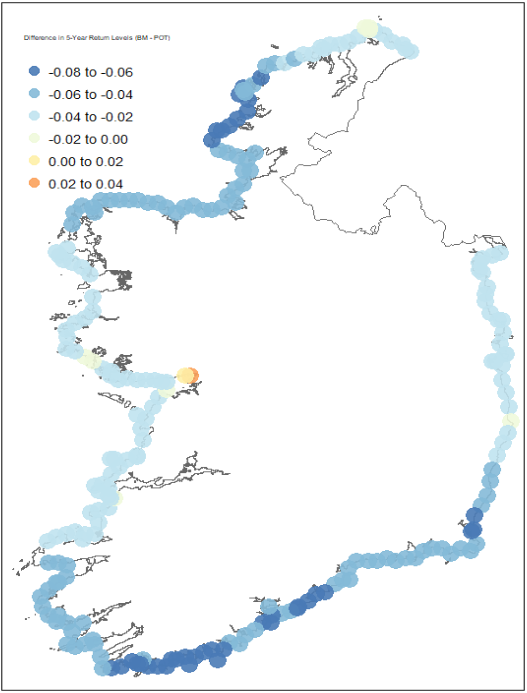 Difference in 5-Year Return Levels (BM - POT)
-0.08 to -0.06
-0.06 to -0.04
-0.04 to -0.02
-0.02 to 0.00
0.00 to 0.02
0.02 to 0.04